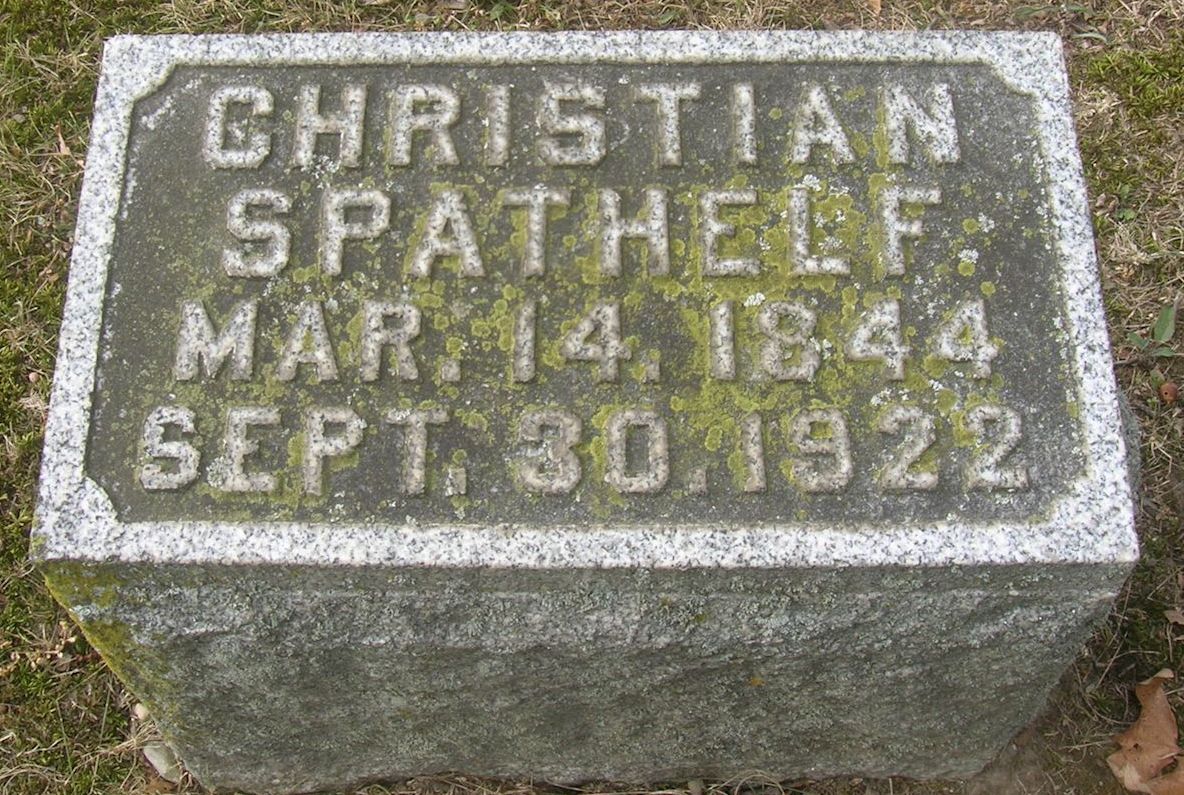 CHRISTIAN
SPATHELF
MAR. 14. 1844
SEPT. 30. 1922